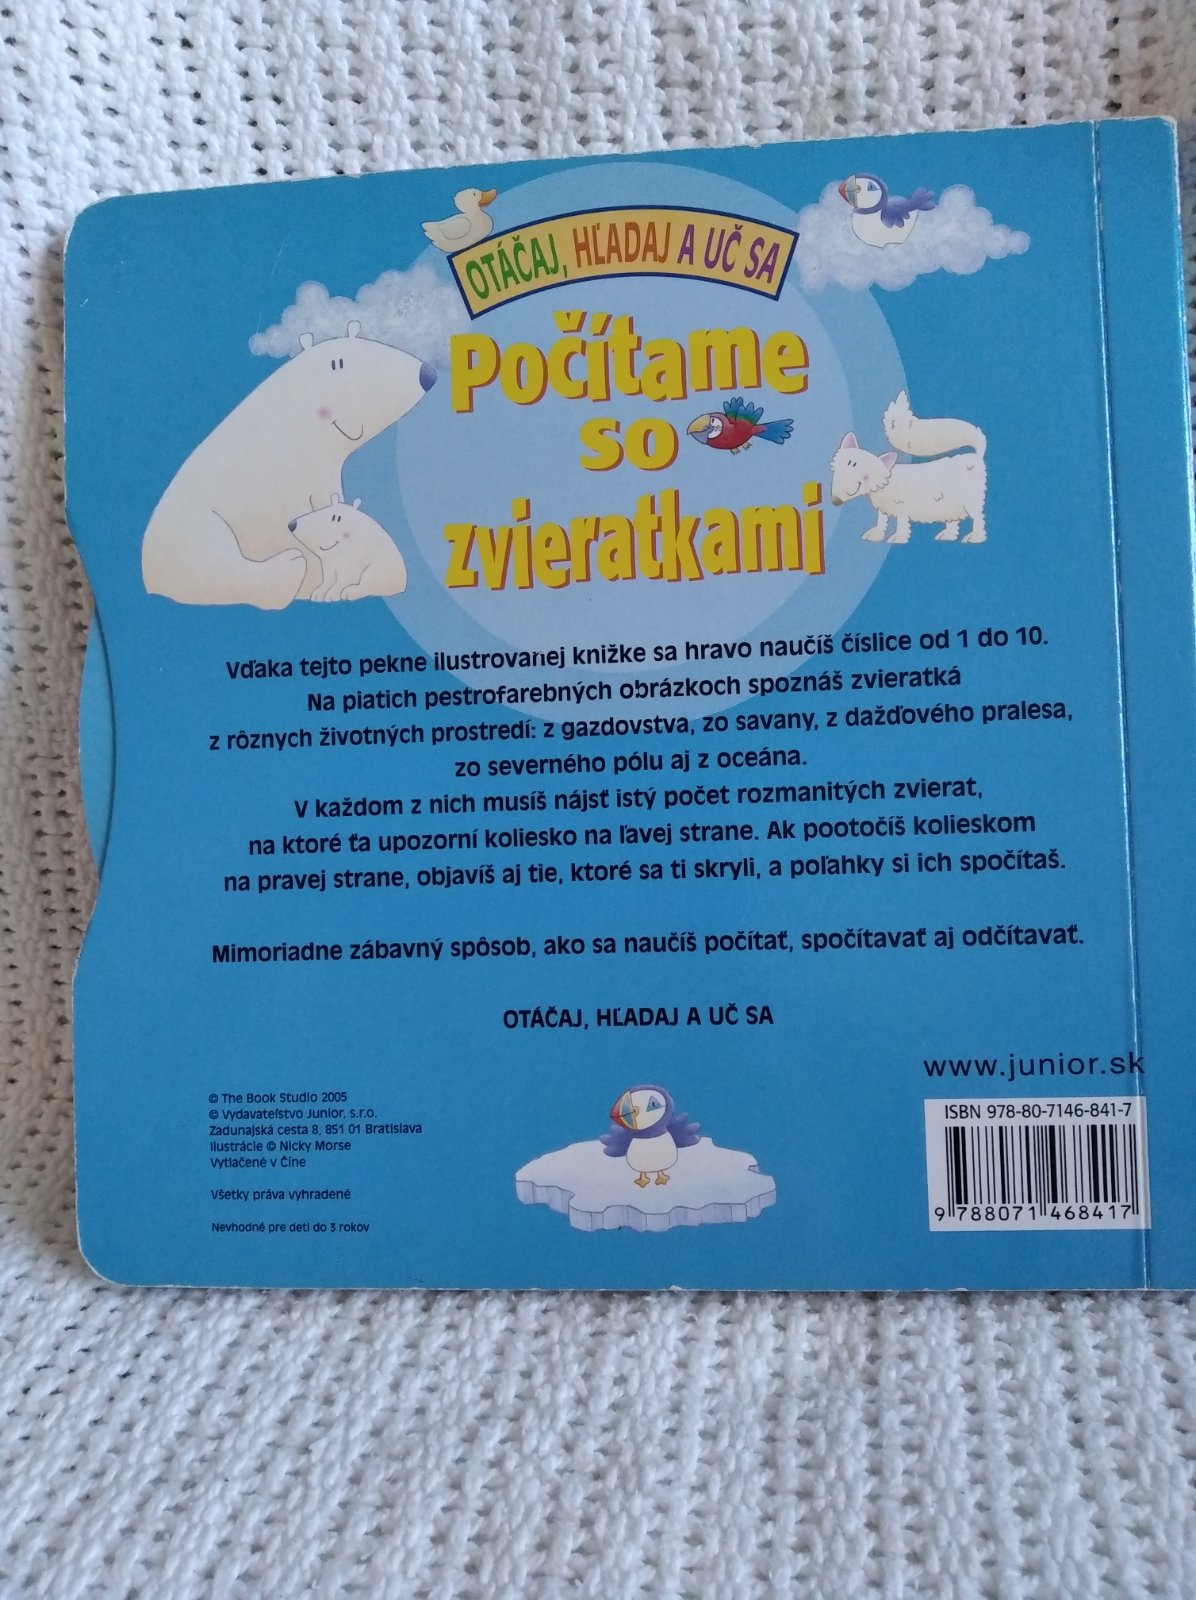 OTÁČAJ, HĽADAJ A UČ SA
Počítame
so
zvieratkami
Vďaka tejto pekne ilustrovanej knižke sa hravo naučíš číslice od 1 do 10.
Na piatich pestrofarebných obrázkoch spoznáš zvieratká
z rôznych životných prostredí: z gazdovstva, zo savany, z dažďového pralesa,
zo severného pólu aj z oceána.
V každom z nich musíš nájsť istý počet rozmanitých zvierat,
na ktoré ťa upozorní koliesko na ľavej strane. Ak pootočíš kolieskom
na pravej strane, objavíš aj tie, ktoré sa ti skryli, a poľahky si ich spočítaš.
Mimoriadne zábavný spôsob, ako sa naučíš počítať, spočítavať aj odčítavať.
OTÁČAJ, HĽADAJ A UČ SA
www.junior.sk
© The Book Studio 2005
© Vydavateľstvo Junior, s.r.o.
Zadunajská cesta 8, 851 01 Bratislava
Ilustrácie © Nicky Morse
Vytlačené v Číne
Všetky práva vyhradené
Nevhodné pre deti do 3 rokov
ISBN 978-80-7146-841-7
9 788071 468417